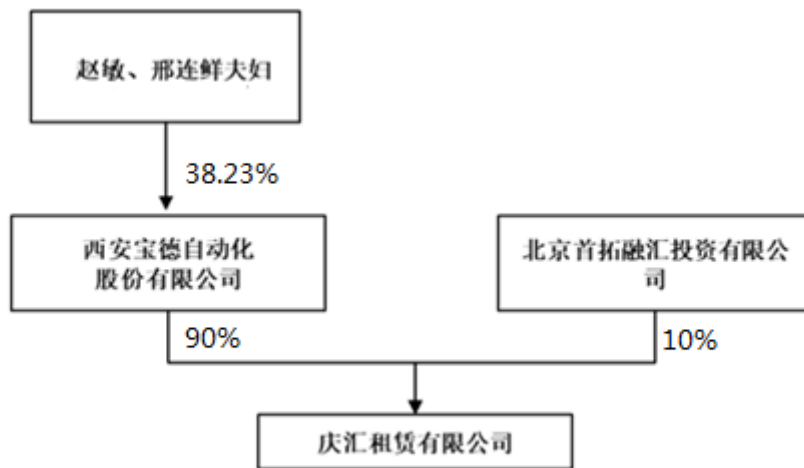 赵敏、邢连鲜夫妇
38.23%
西安宝德自动化
股份有限公司
北京首拓融汇投资有限公
司
90%
10%
庆汇租赁有限公司